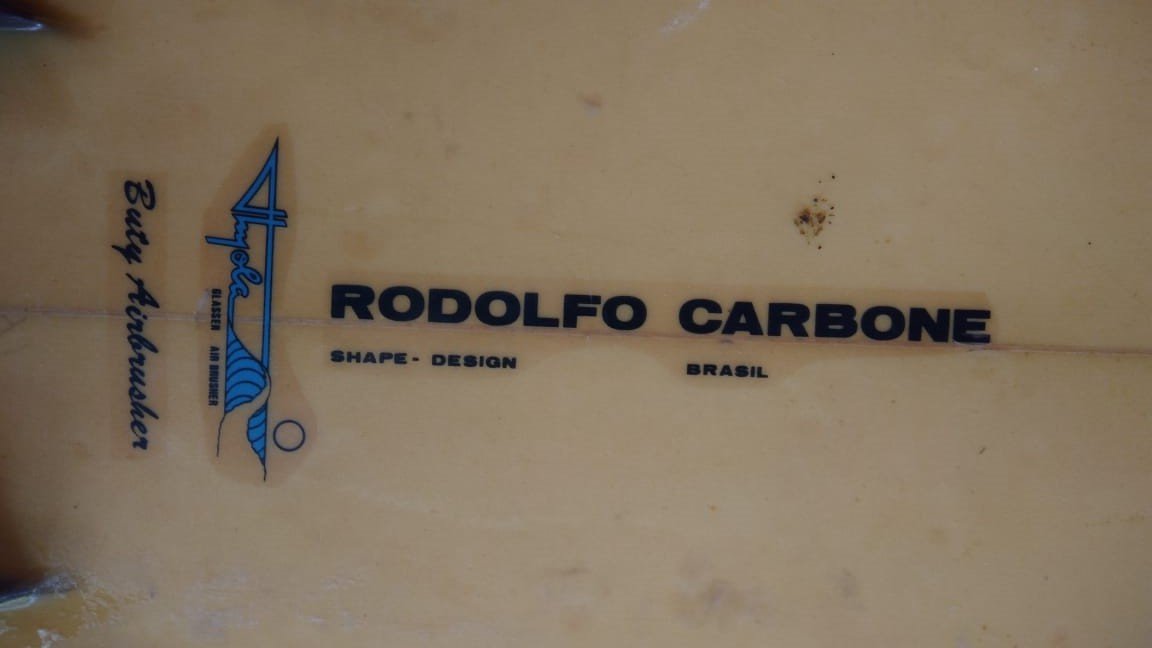 RODOLFO CARBONE
SHAPE - DESIGN BRASIL
GLASSER AIR BRUSHER
Buty Airbrusher